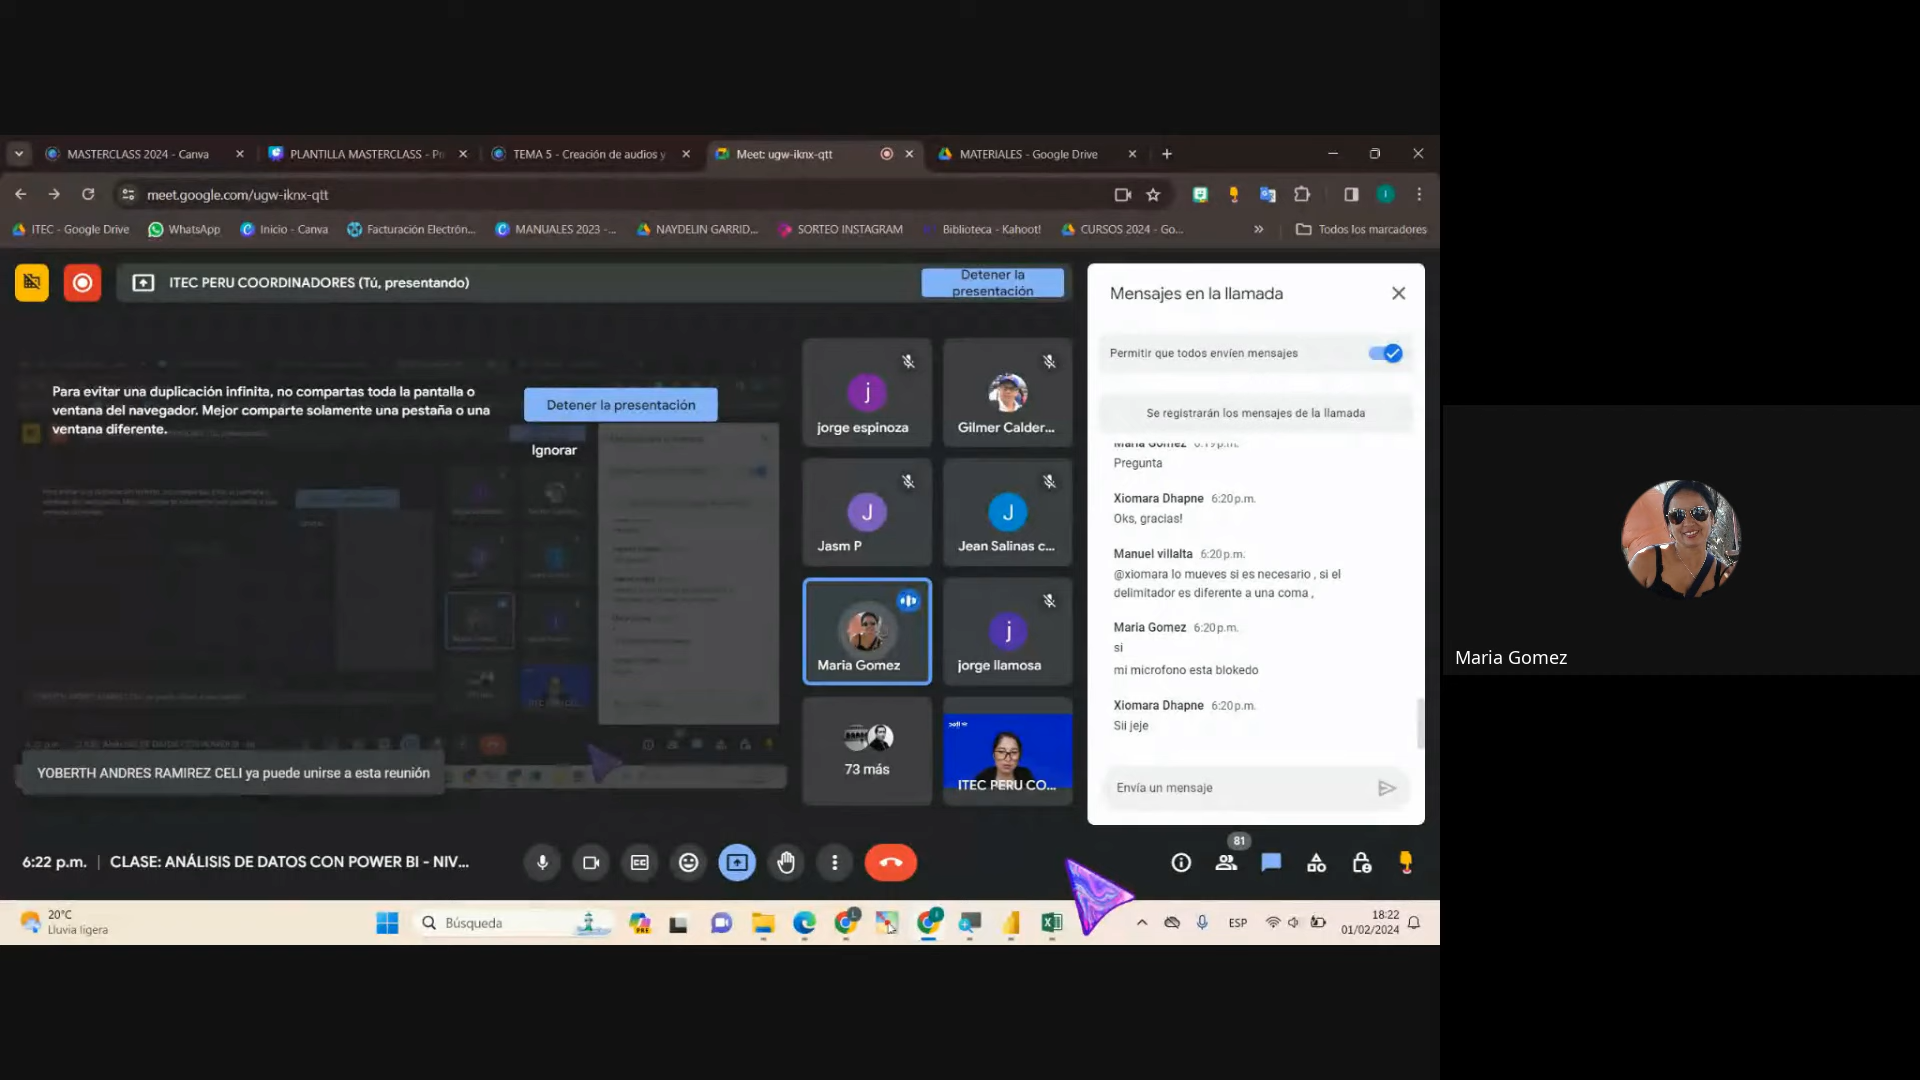 MASTERCLASS 2024 - Canva
PLANTILLA MASTERCLASS - Pr
TEMA 5 - Creación de audios y
Meet: ugw-iknx-qtt
MATERIALES - Google Drive
meet.google.com/ugw-iknx-qtt
ITEC - Google Drive
WhatsApp
Inicio - Canva
Facturación Electrón...
MANUALES 2023 -...
NAYDELIN GARRID...
SORTEO INSTAGRAM
Biblioteca - Kahoot!
CURSOS 2024 - Go...
Todos los marcadores
ITEC PERU COORDINADORES (Tú, presentando)
Detener la
presentación
Para evitar una duplicación infinita, no compartas toda la pantalla o
ventana del navegador. Mejor comparte solamente una pestaña o una
ventana diferente.
Detener la presentación
Ignorar
YOBERTH ANDRES RAMIREZ CELI ya puede unirse a esta reunión
j
jorge espinoza
Gilmer Calder...
J
Jasm P
J
Jean Salinas c...
Maria Gomez
j
jorge llamosa
73 más
ITEC PERU CO...
Mensajes en la llamada
Permitir que todos envíen mensajes
Se registrarán los mensajes de la llamada
Maria Gomez 6:19 p.m.
Pregunta
Xiomara Dhapne 6:20 p.m.
Oks, gracias!
Manuel villalta 6:20 p.m.
@xiomara lo mueves si es necesario , si el
delimitador es diferente a una coma ,
Maria Gomez 6:20 p.m.
si
mi microfono esta blokedo
Xiomara Dhapne 6:20 p.m.
Sii jeje
Envía un mensaje
6:22 p.m. | CLASE: ANÁLISIS DE DATOS CON POWER BI - NIV...
81
20°C
Lluvia ligera
Búsqueda
ESP
18:22
01/02/2024
Maria Gomez